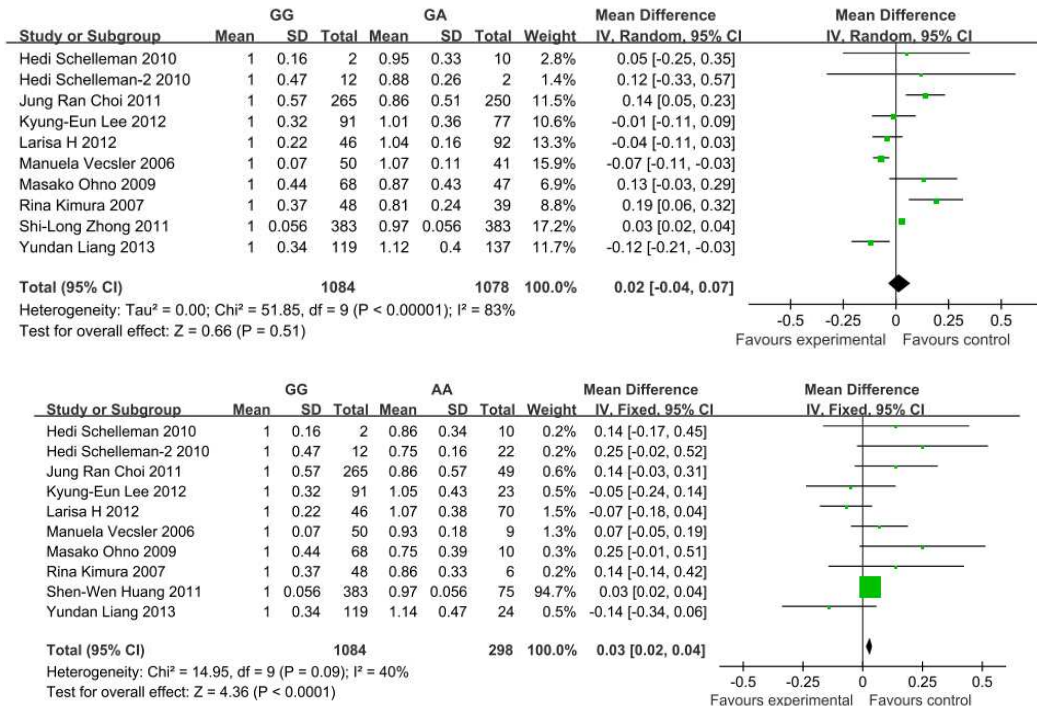 GG GA Mean Difference Mean Difference
Study or Subgroup Mean SD Total Mean SD Total Weight IV, Random, 95% CI IV, Random, 95% CI
Hedi Schelleman 2010 1 0.16 2 0.95 0.33 10 2.8% 0.05 [-0.25, 0.35]
Hedi Schelleman-2 2010 1 0.47 12 0.88 0.26 2 1.4% 0.12 [-0.33, 0.57]
Jung Ran Choi 2011 1 0.57 265 0.86 0.51 250 11.5% 0.14 [0.05, 0.23]
Kyung-Eun Lee 2012 1 0.32 91 1.01 0.36 77 10.6% -0.01 [-0.11, 0.09]
Larisa H 2012 1 0.22 46 1.04 0.16 92 13.3% -0.04 [-0.11, 0.03]
Manuela Vecsler 2006 1 0.07 50 1.07 0.11 41 15.9% -0.07 [-0.11, -0.03]
Masako Ohno 2009 1 0.44 68 0.87 0.43 47 6.9% 0.13 [-0.03, 0.29]
Rina Kimura 2007 1 0.37 48 0.81 0.24 39 8.8% 0.19 [0.06, 0.32]
Shi-Long Zhong 2011 1 0.056 383 0.97 0.056 383 17.2% 0.03 [0.02, 0.04]
Yundan Liang 2013 1 0.34 119 1.12 0.4 137 11.7% -0.12 [-0.21, -0.03]
Total (95% CI) 1084 1078 100.0% 0.02 [-0.04, 0.07]
Heterogeneity: Tau² = 0.00; Chi² = 51.85, df = 9 (P < 0.00001); I² = 83%
Test for overall effect: Z = 0.66 (P = 0.51)
-0.5 -0.25 0 0.25 0.5
Favours experimental Favours control
GG AA Mean Difference Mean Difference
Study or Subgroup Mean SD Total Mean SD Total Weight IV, Fixed, 95% CI IV, Fixed, 95% CI
Hedi Schelleman 2010 1 0.16 2 0.86 0.34 10 0.2% 0.14 [-0.17, 0.45]
Hedi Schelleman-2 2010 1 0.47 12 0.75 0.16 22 0.2% 0.25 [-0.02, 0.52]
Jung Ran Choi 2011 1 0.57 265 0.86 0.57 49 0.6% 0.14 [-0.03, 0.31]
Kyung-Eun Lee 2012 1 0.32 91 1.05 0.43 23 0.5% -0.05 [-0.24, 0.14]
Larisa H 2012 1 0.22 46 1.07 0.38 70 1.4% -0.07 [-0.18, 0.04]
Manuela Vecsler 2006 1 0.07 50 0.93 0.18 9 1.3% 0.07 [-0.05, 0.19]
Masako Ohno 2009 1 0.44 68 0.75 0.39 10 0.3% 0.25 [-0.01, 0.51]
Rina Kimura 2007 1 0.37 48 0.86 0.33 6 0.2% 0.14 [-0.14, 0.42]
Shen-Wen Huang 2011 1 0.056 383 0.97 0.056 75 94.7% 0.03 [0.02, 0.04]
Yundan Liang 2013 1 0.34 119 1.14 0.47 24 0.5% -0.14 [-0.34, 0.06]
Total (95% CI) 1084 298 100.0% 0.03 [0.02, 0.04]
Heterogeneity: Chi² = 14.95, df = 9 (P = 0.09); I² = 40%
Test for overall effect: Z = 4.36 (P < 0.0001)
-0.5 -0.25 0 0.25 0.5
Favours experimental Favours control